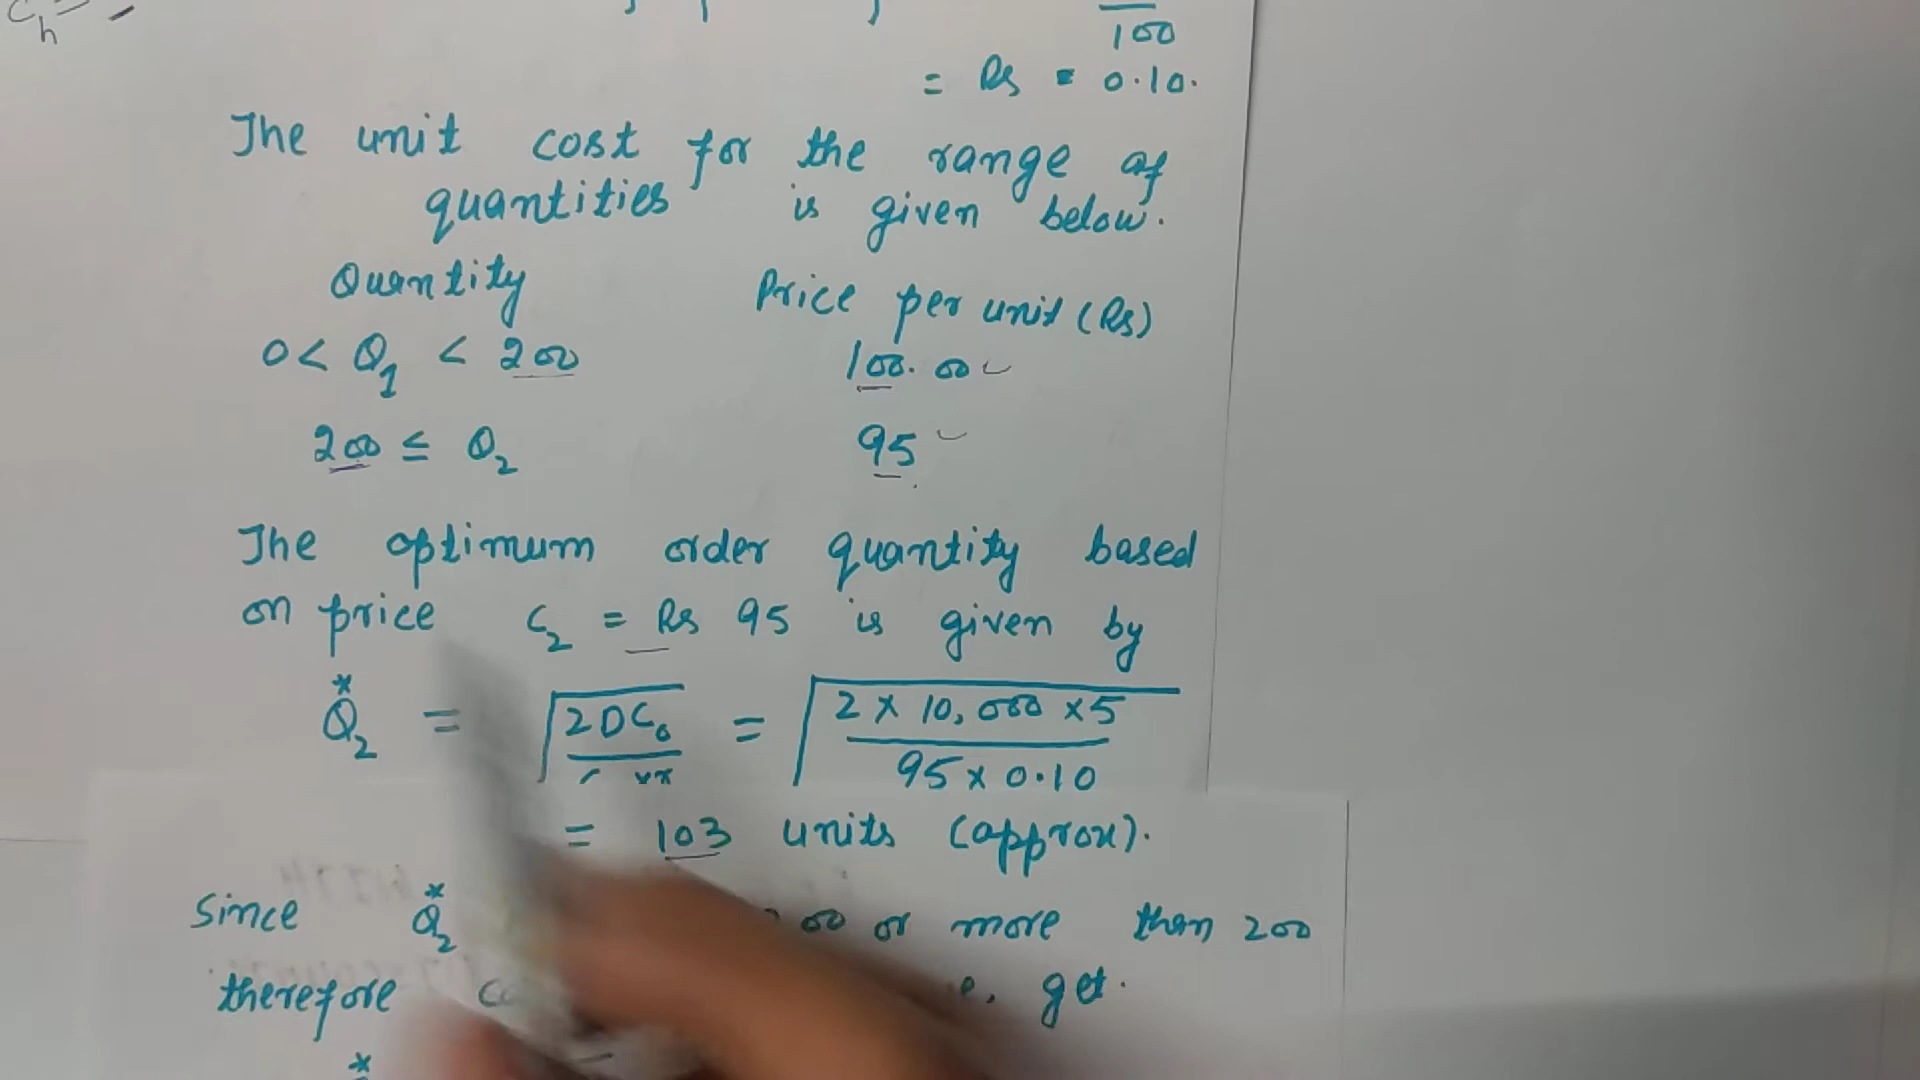 Ch
100
= Rs = 0.10.
The unit cost for the range of
quantities is given below.
Quantity Price per unit (Rs)
0 < Q1 < 200 100.00
200 ≤ Q2 95
The optimum order quantity based
on price C2 = Rs 95 is given by
Q2* = √(2DCo = √(2 × 10,000 × 5 / 95 × 0.10)
= 103 units (approx).
Since Q2* 00 or more than 200
therefore get.
*